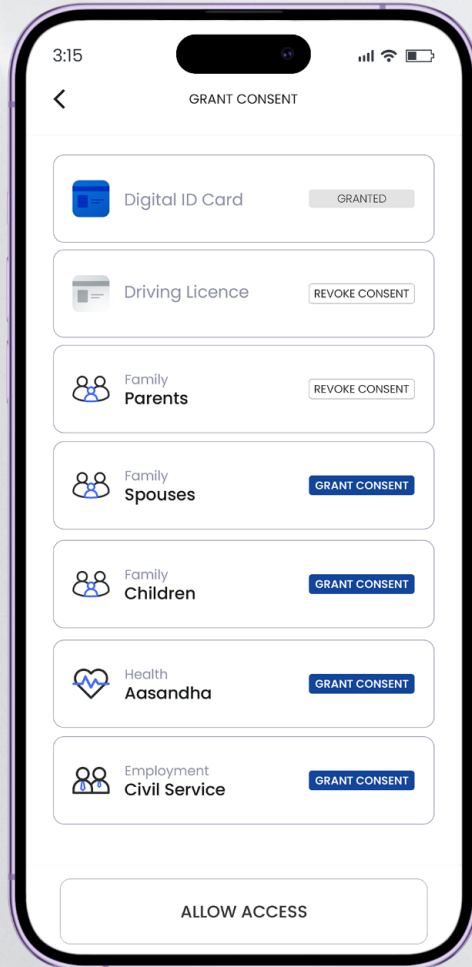 3:15
GRANT CONSENT
Digital ID Card
GRANTED
Driving Licence
REVOKE CONSENT
Family
Parents
REVOKE CONSENT
Family
Spouses
GRANT CONSENT
Family
Children
GRANT CONSENT
Health
Aasandha
GRANT CONSENT
Employment
Civil Service
GRANT CONSENT
ALLOW ACCESS